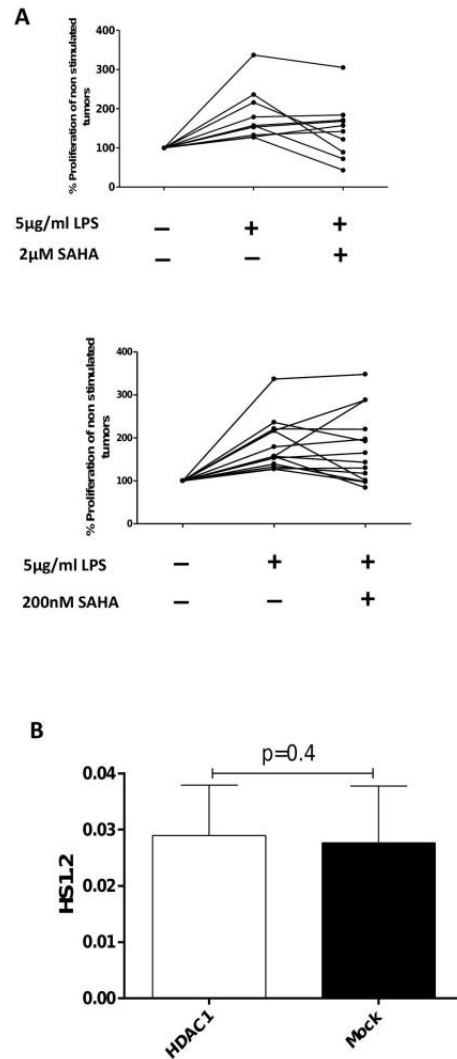 A
% Proliferation of non stimulated
tumors
400
300
200
100
0
5µg/ml LPS − + +
2µM SAHA − − +
% Proliferation of non stimulated
tumors
400
300
200
100
0
5µg/ml LPS − + +
200nM SAHA − − +
B
p=0.4
HS1.2
0.04
0.03
0.02
0.01
0.00
HDAC1
Mock